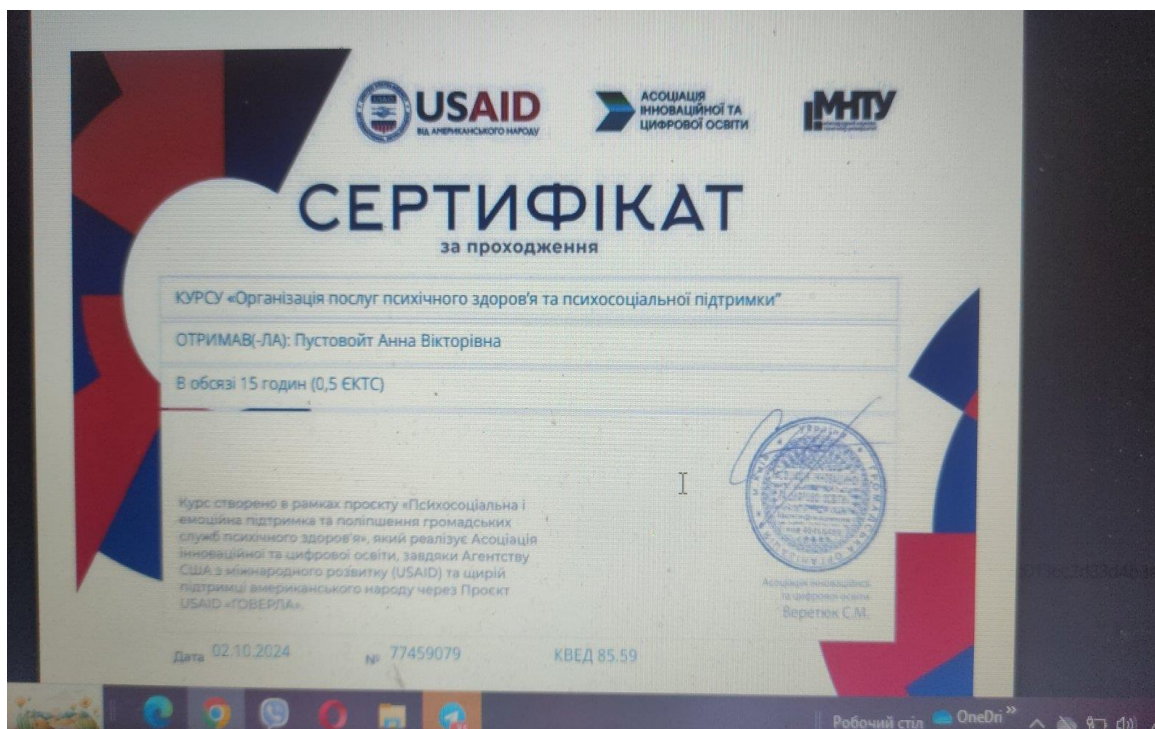 USAID
ВІД АМЕРИКАНСЬКОГО НАРОДУ
АСОЦІАЦІЯ
ІННОВАЦІЙНОЇ ТА
ЦИФРОВОЇ ОСВІТИ
МНТУ
СЕРТИФІКАТ
за проходження
КУРСУ «Організація послуг психічного здоров'я та психосоціальної підтримки”
ОТРИМАВ(-ЛА): Пустовойт Анна Вікторівна
В обсязі 15 годин (0,5 ЄКТС)
Курс створено в рамках проєкту «Психосоціальна і
емоційна підтримка та поліпшення громадських
служб психічного здоров'я», який реалізує Асоціація
інноваційної та цифрової освіти, завдяки Агентству
США з міжнародного розвитку (USAID) та щирій
підтримці американського народу через Проєкт
USAID «ГОВЕРЛА».
Асоціація інноваційної
та цифрової освіти
Веретюк С.М.
Дата 02.10.2024 № 77459079 КВЕД 85.59
Робочий стіл OneDri